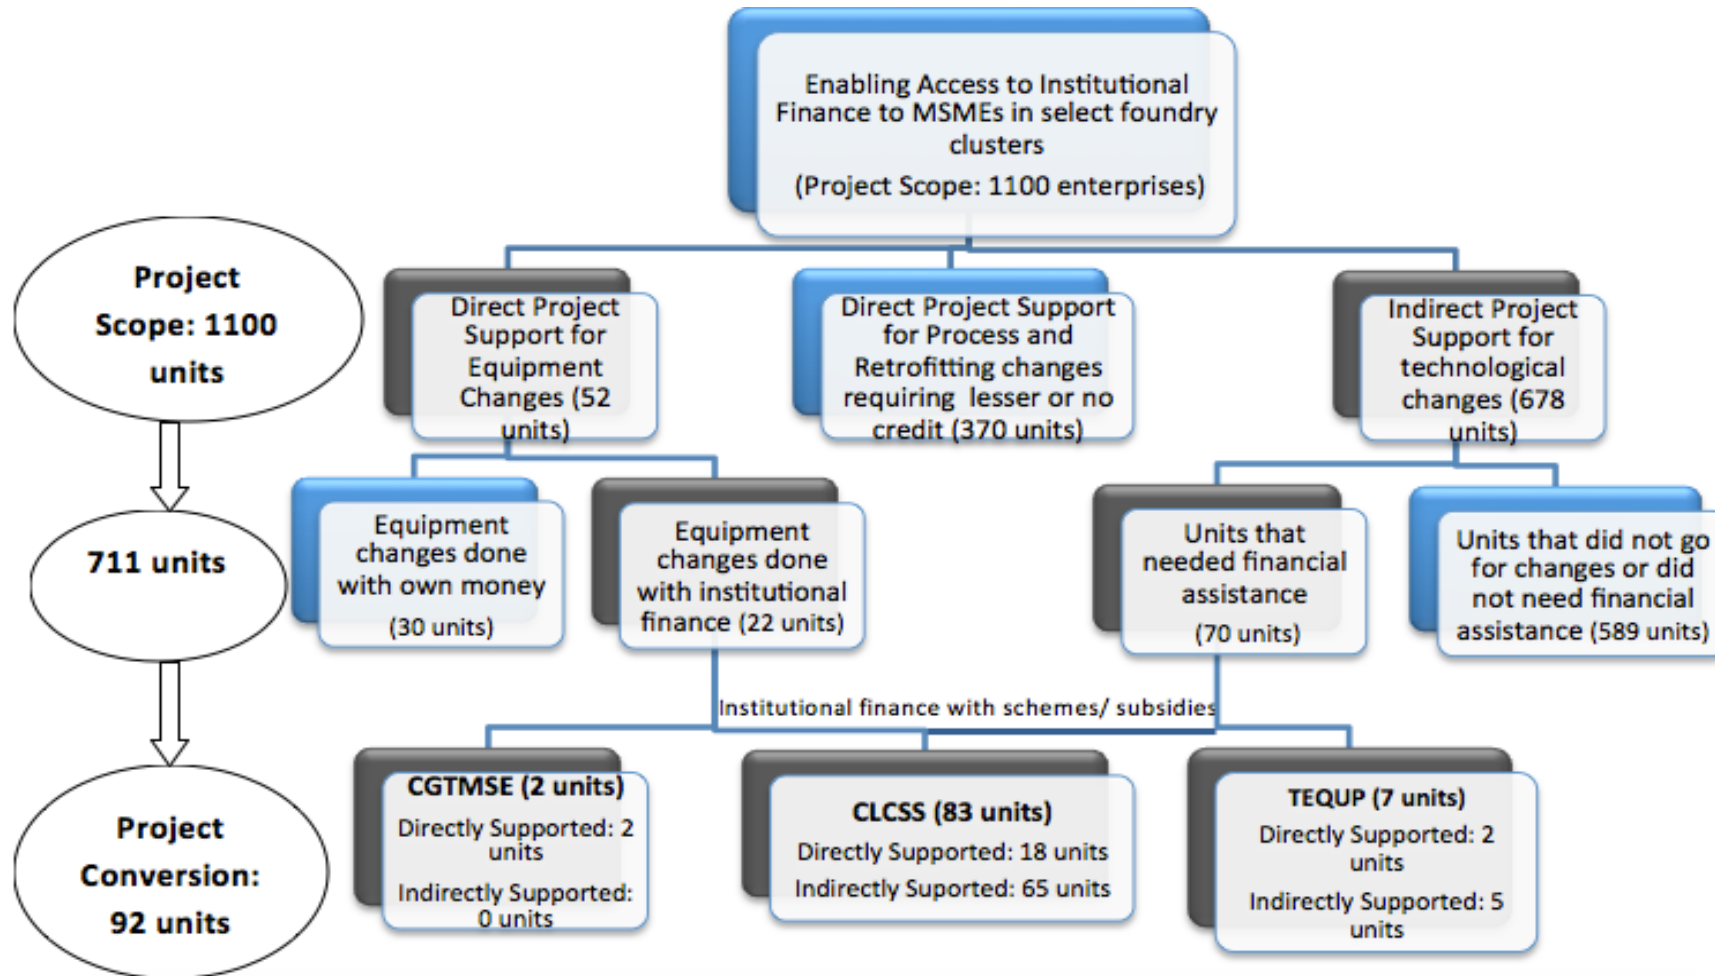 Enabling Access to Institutional
Finance to MSMEs in select foundry
clusters
(Project Scope: 1100 enterprises)
Project
Scope: 1100
units
Direct Project
Support for
Equipment
Changes (52
units)
Direct Project Support
for Process and
Retrofitting changes
requiring lesser or no
credit (370 units)
Indirect Project
Support for
technological
changes (678
units)
711 units
Equipment
changes done
with own money
(30 units)
Equipment
changes done
with institutional
finance (22 units)
Units that
needed financial
assistance
(70 units)
Units that did not go
for changes or did
not need financial
assistance (589 units)
Institutional finance with schemes/ subsidies
Project
Conversion:
92 units
CGTMSE (2 units)
Directly Supported: 2
units
Indirectly Supported:
0 units
CLCSS (83 units)
Directly Supported: 18 units
Indirectly Suported: 65 units
TEQUP (7 units)
Directly Supported: 2
units
Indirectly Supported: 5
units